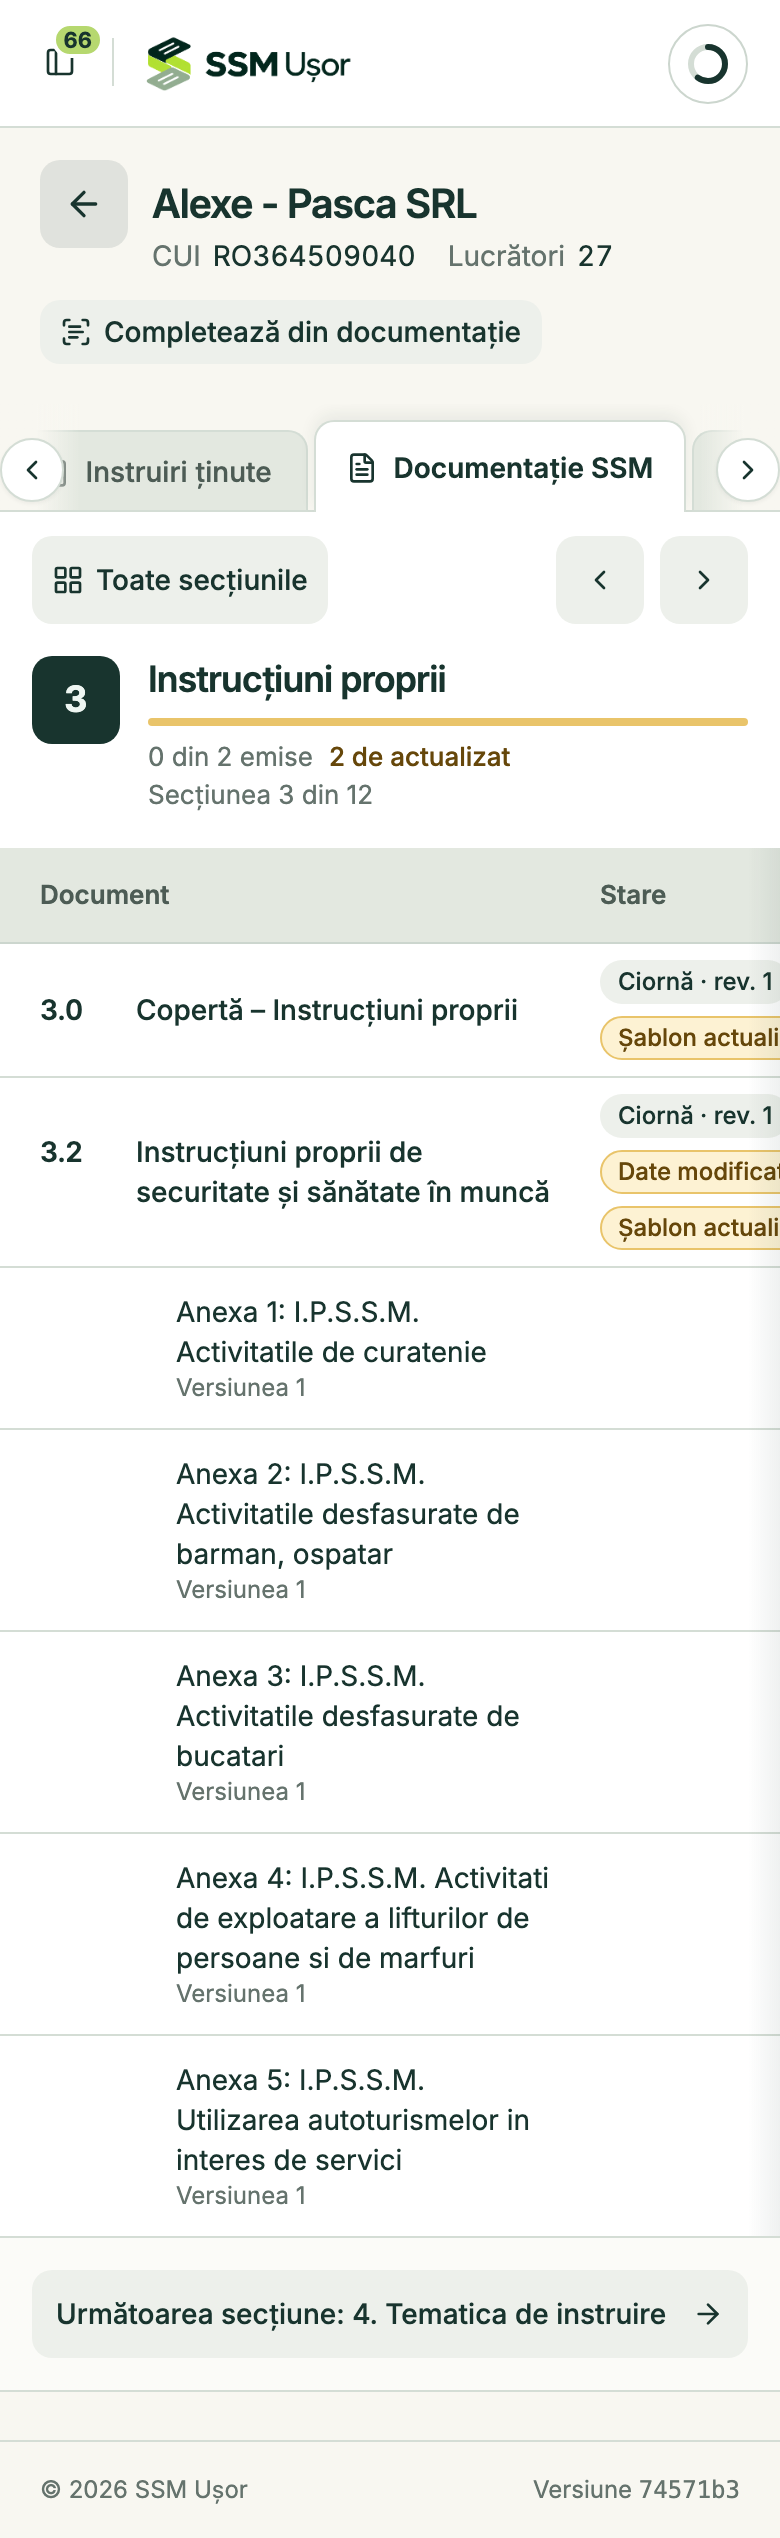 66
SSM Ușor
Alexe - Pasca SRL
CUI RO364509040 Lucrători 27
Completează din documentație
Instruiri ținute
Documentație SSM
Toate secțiunile
3
Instrucțiuni proprii
0 din 2 emise 2 de actualizat
Secțiunea 3 din 12
Document Stare
3.0 Copertă – Instrucțiuni proprii
Ciornă · rev. 1
Șablon actuali
3.2 Instrucțiuni proprii de
securitate și sănătate în muncă
Ciornă · rev. 1
Date modificat
Șablon actuali
Anexa 1: I.P.S.S.M.
Activitatile de curatenie
Versiunea 1
Anexa 2: I.P.S.S.M.
Activitatile desfasurate de
barman, ospatar
Versiunea 1
Anexa 3: I.P.S.S.M.
Activitatile desfasurate de
bucatari
Versiunea 1
Anexa 4: I.P.S.S.M. Activitati
de exploatare a lifturilor de
persoane si de marfuri
Versiunea 1
Anexa 5: I.P.S.S.M.
Utilizarea autoturismelor in
interes de servici
Versiunea 1
Următoarea secțiune: 4. Tematica de instruire
© 2026 SSM Ușor Versiune 74571b3